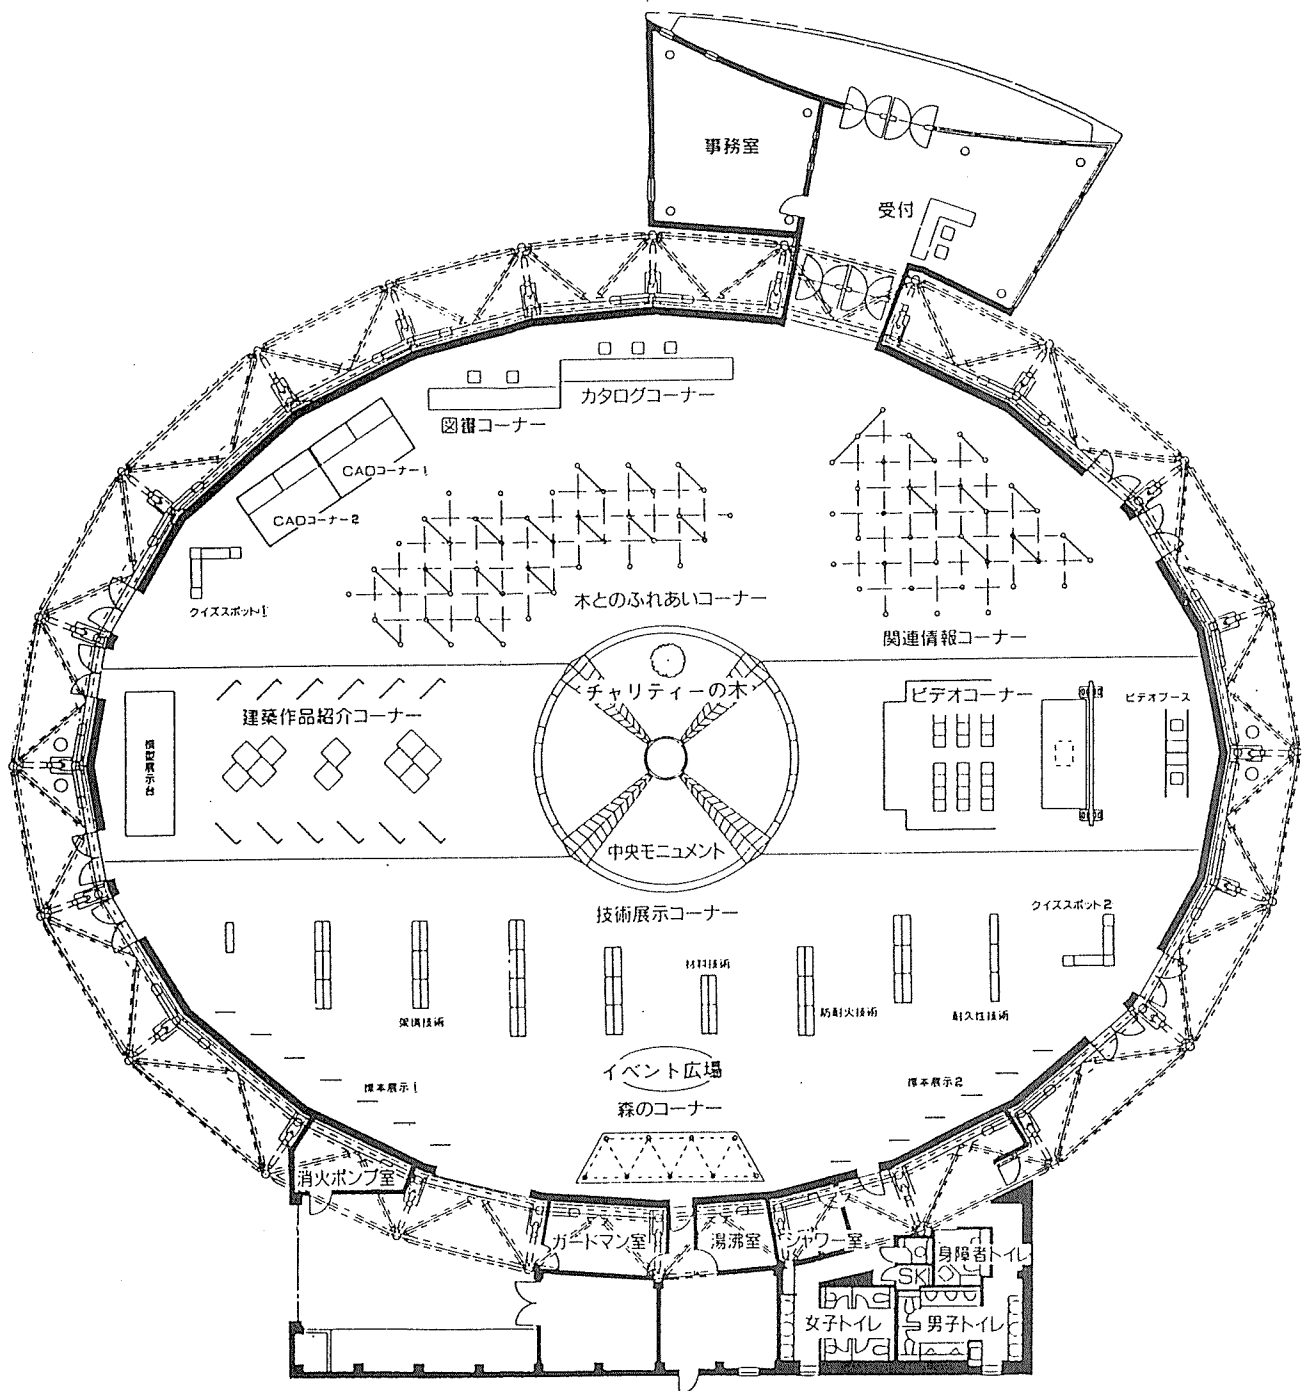 事務室
受付
カタログコーナー
図鑑コーナー
CADコーナー1
CADコーナー2
クイズスポット1
木とのふれあいコーナー
関連情報コーナー
チャリティーの木
建築作品紹介コーナー
ビデオコーナー
ビデオブース
模型展示台
中央モニュメント
技術展示コーナー
クイズスポット2
材料技術
架構技術
防耐火技術
耐久性技術
イベント広場
標本展示1
標本展示2
森のコーナー
消火ポンプ室
ガードマン室
湯沸室
シャワー室
身障者トイレ
SK
女子トイレ
男子トイレ